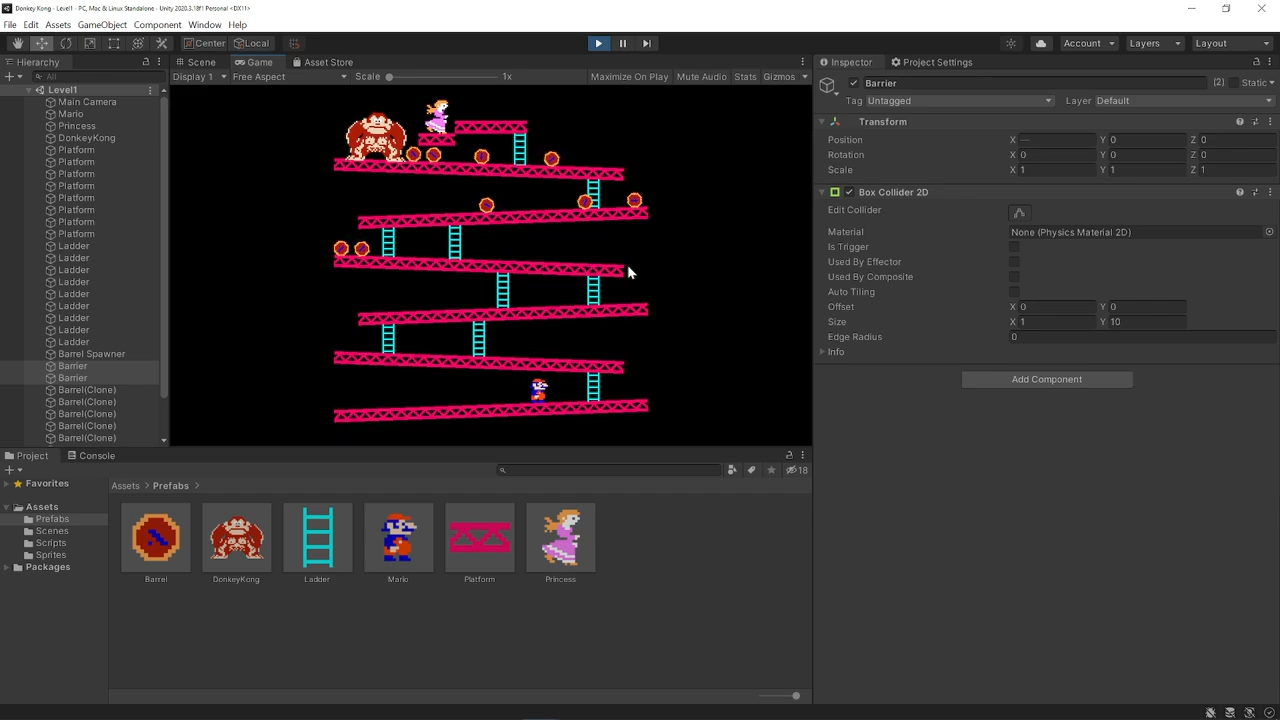 Donkey Kong - Level1 - PC, Mac & Linux Standalone - Unity 2020.3.18f1 Personal <DX11>
File Edit Assets GameObject Component Window Help
Center Local Account Layers Layout
Hierarchy
All
Level1
Main Camera
Mario
Princess
DonkeyKong
Platform
Platform
Platform
Platform
Platform
Platform
Platform
Platform
Ladder
Ladder
Ladder
Ladder
Ladder
Ladder
Ladder
Ladder
Ladder
Barrel Spawner
Barrier
Barrier
Barrel(Clone)
Barrel(Clone)
Barrel(Clone)
Barrel(Clone)
Barrel(Clone)
Scene Game Asset Store
Display 1 Free Aspect Scale 1x Maximize On Play Mute Audio Stats Gizmos
Inspector Project Settings
Barrier (2) Static
Tag Untagged Layer Default
Transform
Position X — Y 0 Z 0
Rotation X 0 Y 0 Z 0
Scale X 1 Y 1 Z 1
Box Collider 2D
Edit Collider
Material None (Physics Material 2D)
Is Trigger
Used By Effector
Used By Composite
Auto Tiling
Offset X 0 Y 0
Size X 1 Y 10
Edge Radius 0
Info
Add Component
Project Console
18
Favorites
Assets
Prefabs
Scenes
Scripts
Sprites
Packages
Assets > Prefabs >
Barrel DonkeyKong Ladder Mario Platform Princess